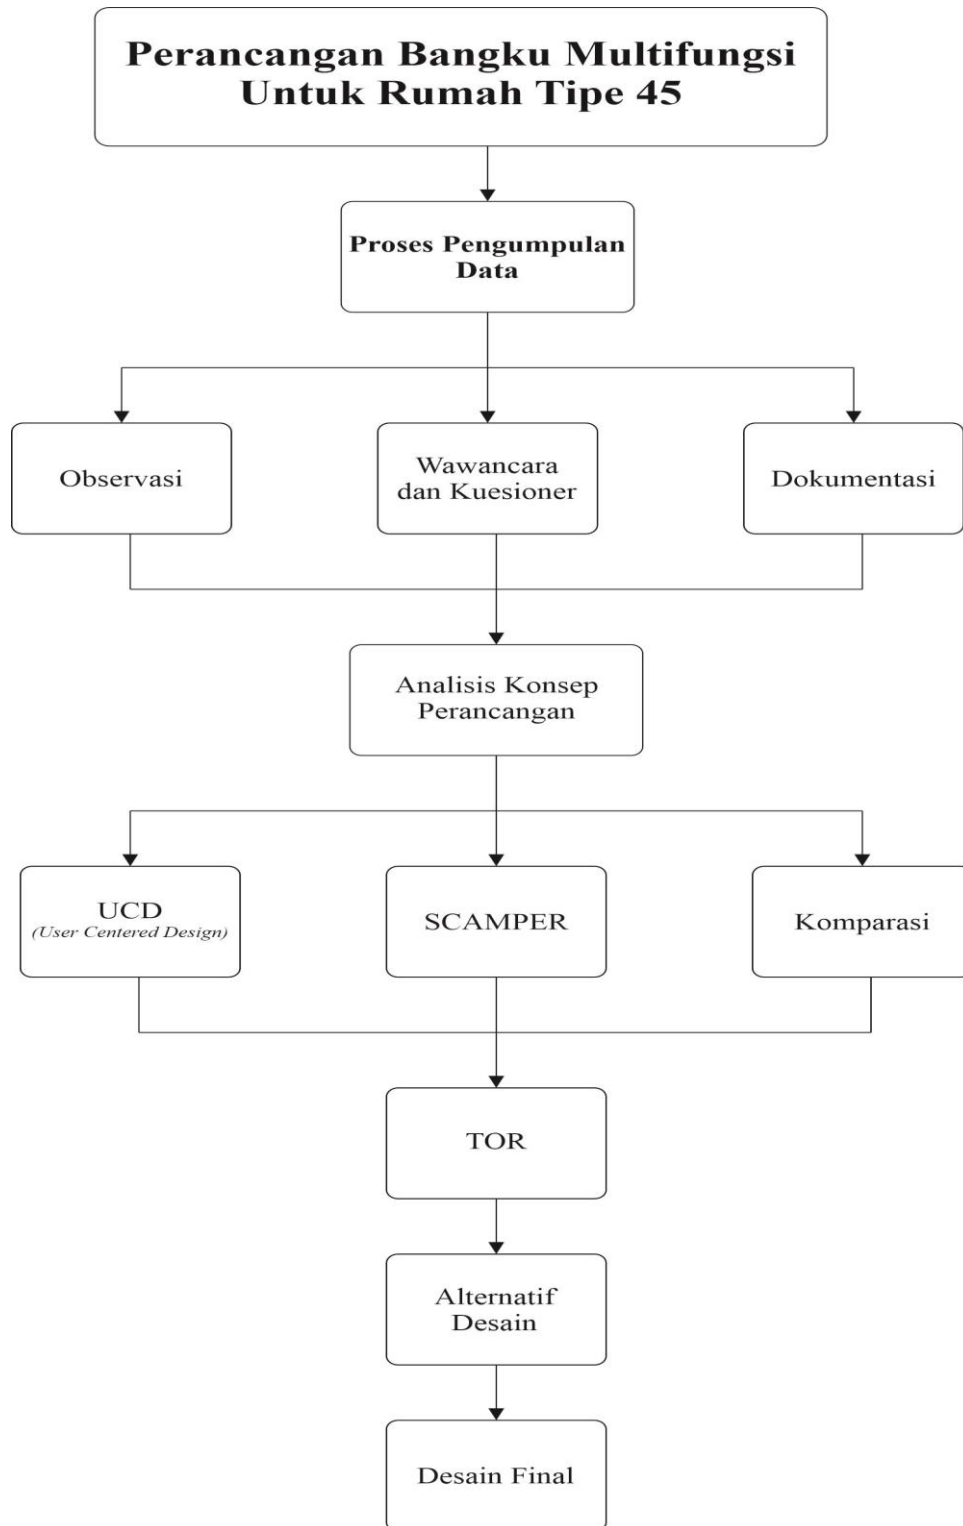 Perancangan Bangku Multifungsi
Untuk Rumah Tipe 45
Proses Pengumpulan
Data
Observasi
Wawancara
dan Kuesioner
Dokumentasi
Analisis Konsep
Perancangan
UCD
(User Centered Design)
SCAMPER
Komparasi
TOR
Alternatif
Desain
Desain Final